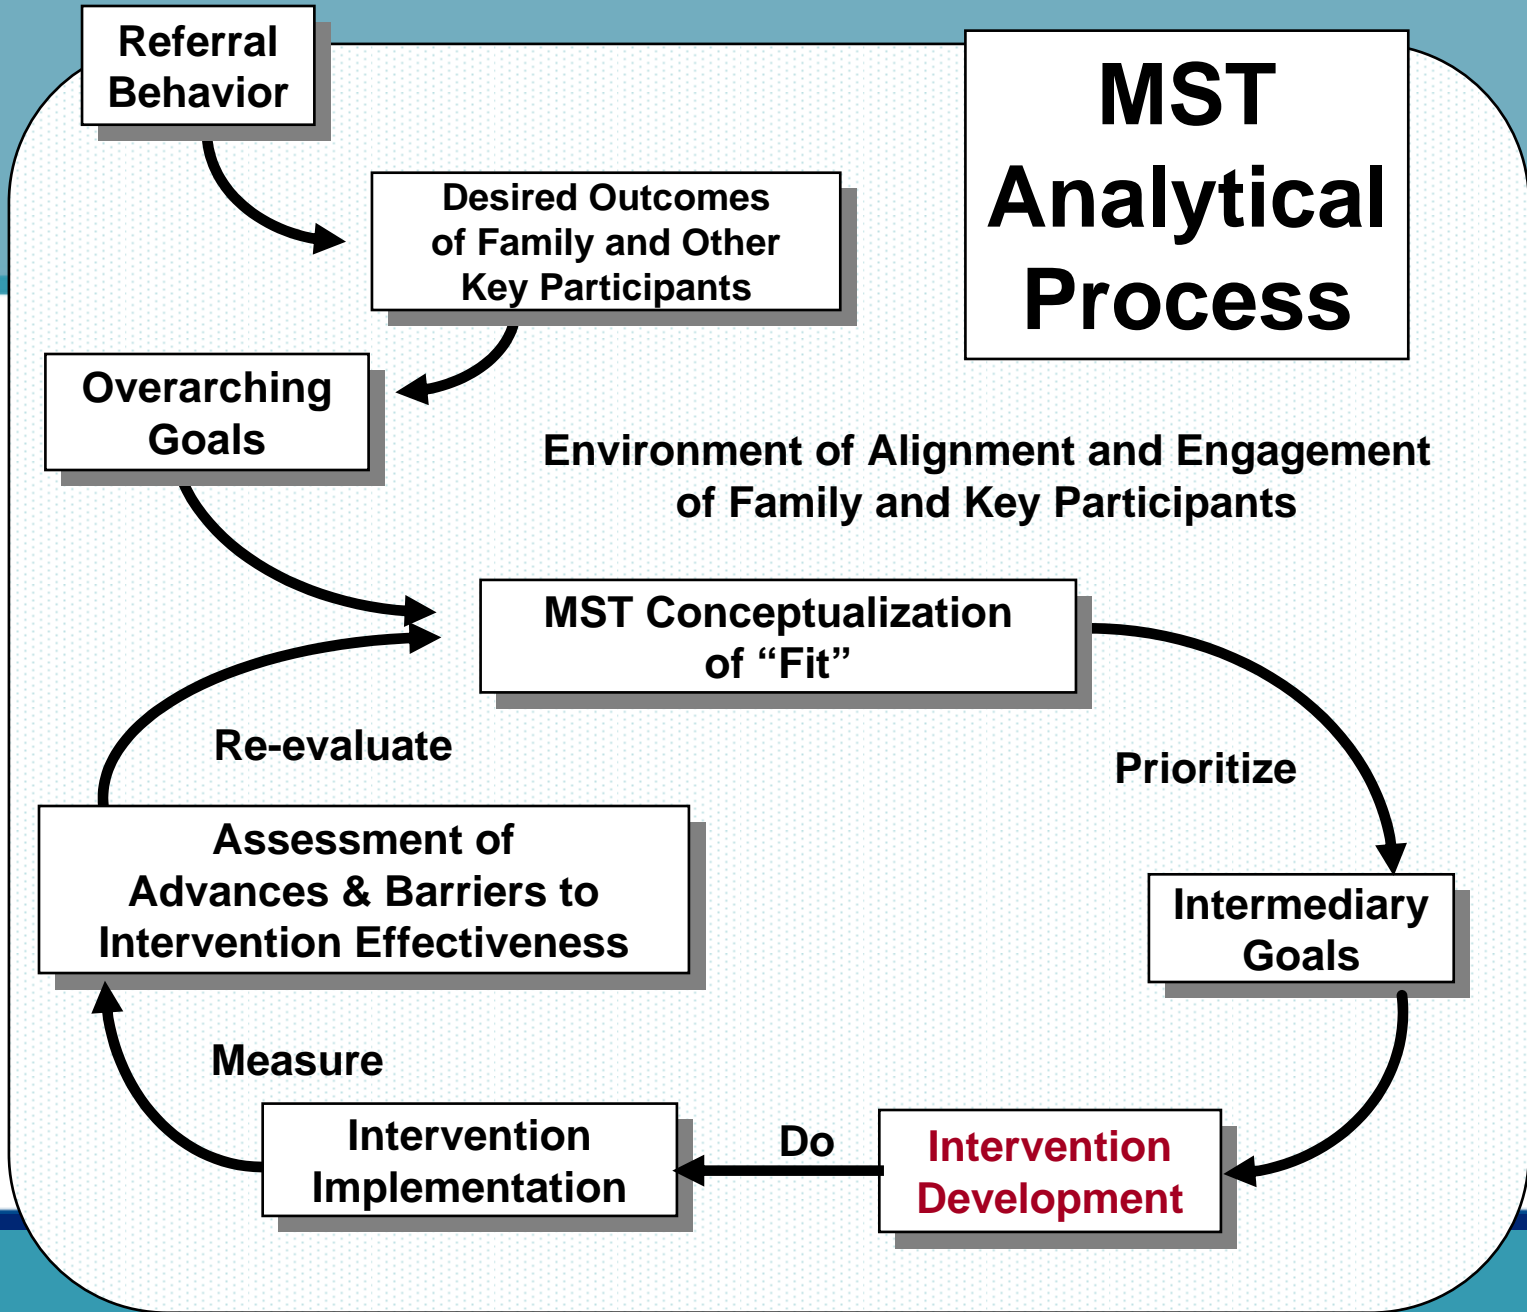 Referral
Behavior
MST
Analytical
Process
Desired Outcomes
of Family and Other
Key Participants
Overarching
Goals
Environment of Alignment and Engagement
of Family and Key Participants
MST Conceptualization
of “Fit”
Re-evaluate
Prioritize
Assessment of
Advances & Barriers to
Intervention Effectiveness
Intermediary
Goals
Measure
Intervention
Implementation
Do
Intervention
Development